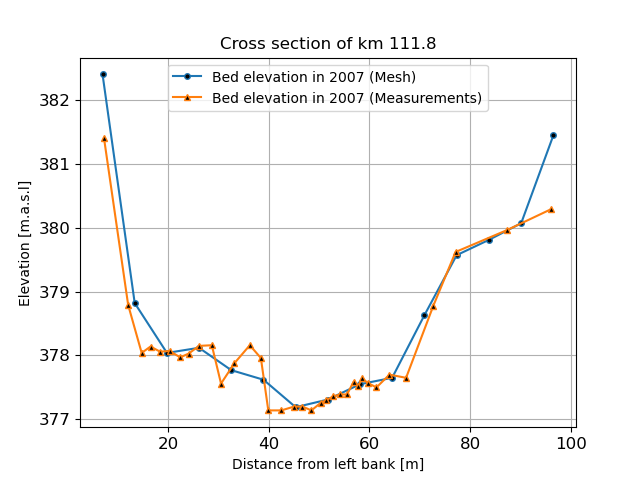 Cross section of km 111.8
Bed elevation in 2007 (Mesh)
Bed elevation in 2007 (Measurements)
382
381
380
379
378
377
Elevation [m.a.s.l]
20 40 60 80 100
Distance from left bank [m]